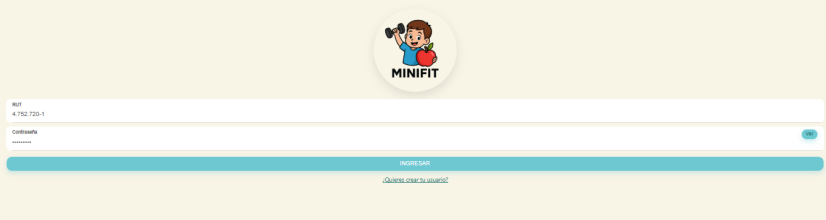 MINIFIT
RUT
4.752.720-1
Contraseña
Ver
•••••••••
INGRESAR
¿Quieres crear tu usuario?